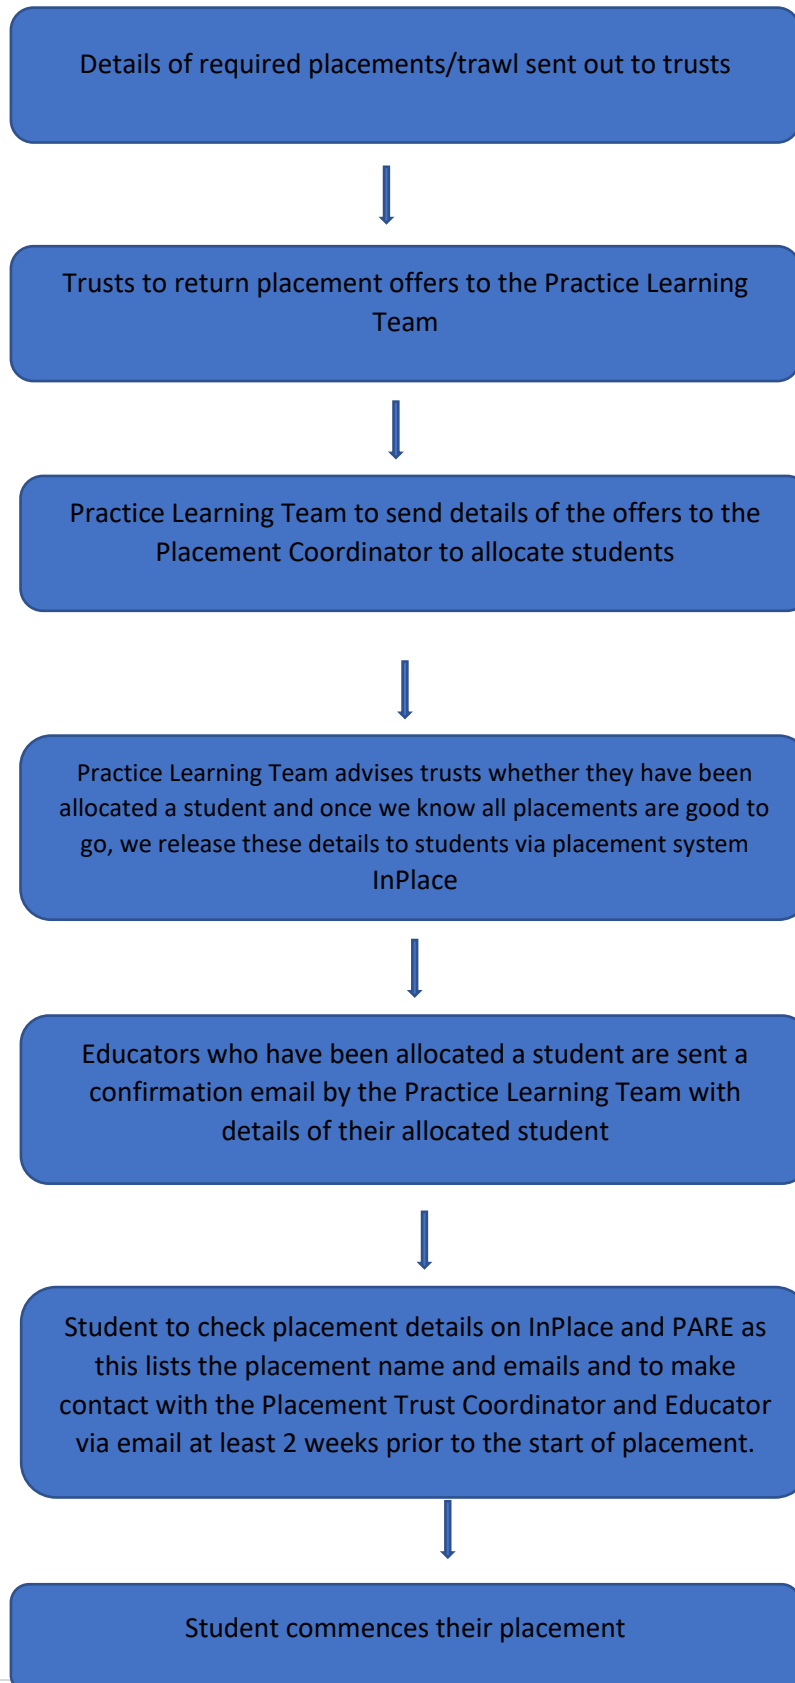 Details of required placements/trawl sent out to trusts
Trusts to return placement offers to the Practice Learning
Team
Practice Learning Team to send details of the offers to the
Placement Coordinator to allocate students
Practice Learning Team advises trusts whether they have been
allocated a student and once we know all placements are good to
go, we release these details to students via placement system
InPlace
Educators who have been allocated a student are sent a
confirmation email by the Practice Learning Team with
details of their allocated student
Student to check placement details on InPlace and PARE as
this lists the placement name and emails and to make
contact with the Placement Trust Coordinator and Educator
via email at least 2 weeks prior to the start of placement.
Student commences their placement